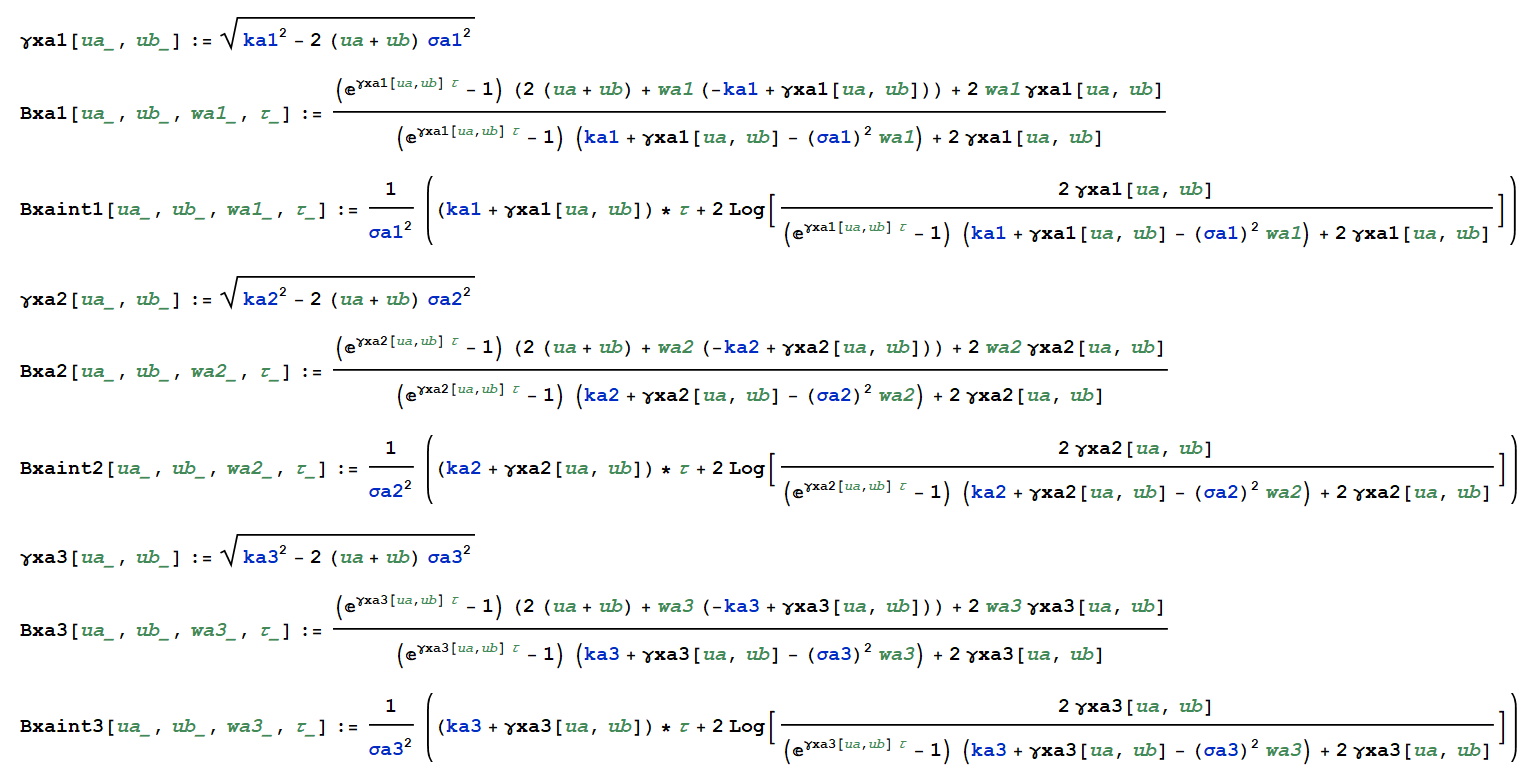 γxa1[ua_, ub_] := √(ka1² - 2 (ua + ub) σa1²)
Bxa1[ua_, ub_, wa1_, τ_] := ((ⅇ^(γxa1[ua,ub] τ) - 1) (2 (ua + ub) + wa1 (-ka1 + γxa1[ua, ub])) + 2 wa1 γxa1[ua, ub]) / ((ⅇ^(γxa1[ua,ub] τ) - 1) (ka1 + γxa1[ua, ub] - (σa1)² wa1) + 2 γxa1[ua, ub])
Bxaint1[ua_, ub_, wa1_, τ_] := 1/σa1² ((ka1 + γxa1[ua, ub]) * τ + 2 Log[2 γxa1[ua, ub] / ((ⅇ^(γxa1[ua,ub] τ) - 1) (ka1 + γxa1[ua, ub] - (σa1)² wa1) + 2 γxa1[ua, ub])])
γxa2[ua_, ub_] := √(ka2² - 2 (ua + ub) σa2²)
Bxa2[ua_, ub_, wa2_, τ_] := ((ⅇ^(γxa2[ua,ub] τ) - 1) (2 (ua + ub) + wa2 (-ka2 + γxa2[ua, ub])) + 2 wa2 γxa2[ua, ub]) / ((ⅇ^(γxa2[ua,ub] τ) - 1) (ka2 + γxa2[ua, ub] - (σa2)² wa2) + 2 γxa2[ua, ub])
Bxaint2[ua_, ub_, wa2_, τ_] := 1/σa2² ((ka2 + γxa2[ua, ub]) * τ + 2 Log[2 γxa2[ua, ub] / ((ⅇ^(γxa2[ua,ub] τ) - 1) (ka2 + γxa2[ua, ub] - (σa2)² wa2) + 2 γxa2[ua, ub])])
γxa3[ua_, ub_] := √(ka3² - 2 (ua + ub) σa3²)
Bxa3[ua_, ub_, wa3_, τ_] := ((ⅇ^(γxa3[ua,ub] τ) - 1) (2 (ua + ub) + wa3 (-ka3 + γxa3[ua, ub])) + 2 wa3 γxa3[ua, ub]) / ((ⅇ^(γxa3[ua,ub] τ) - 1) (ka3 + γxa3[ua, ub] - (σa3)² wa3) + 2 γxa3[ua, ub])
Bxaint3[ua_, ub_, wa3_, τ_] := 1/σa3² ((ka3 + γxa3[ua, ub]) * τ + 2 Log[2 γxa3[ua, ub] / ((ⅇ^(γxa3[ua,ub] τ) - 1) (ka3 + γxa3[ua, ub] - (σa3)² wa3) + 2 γxa3[ua, ub])])